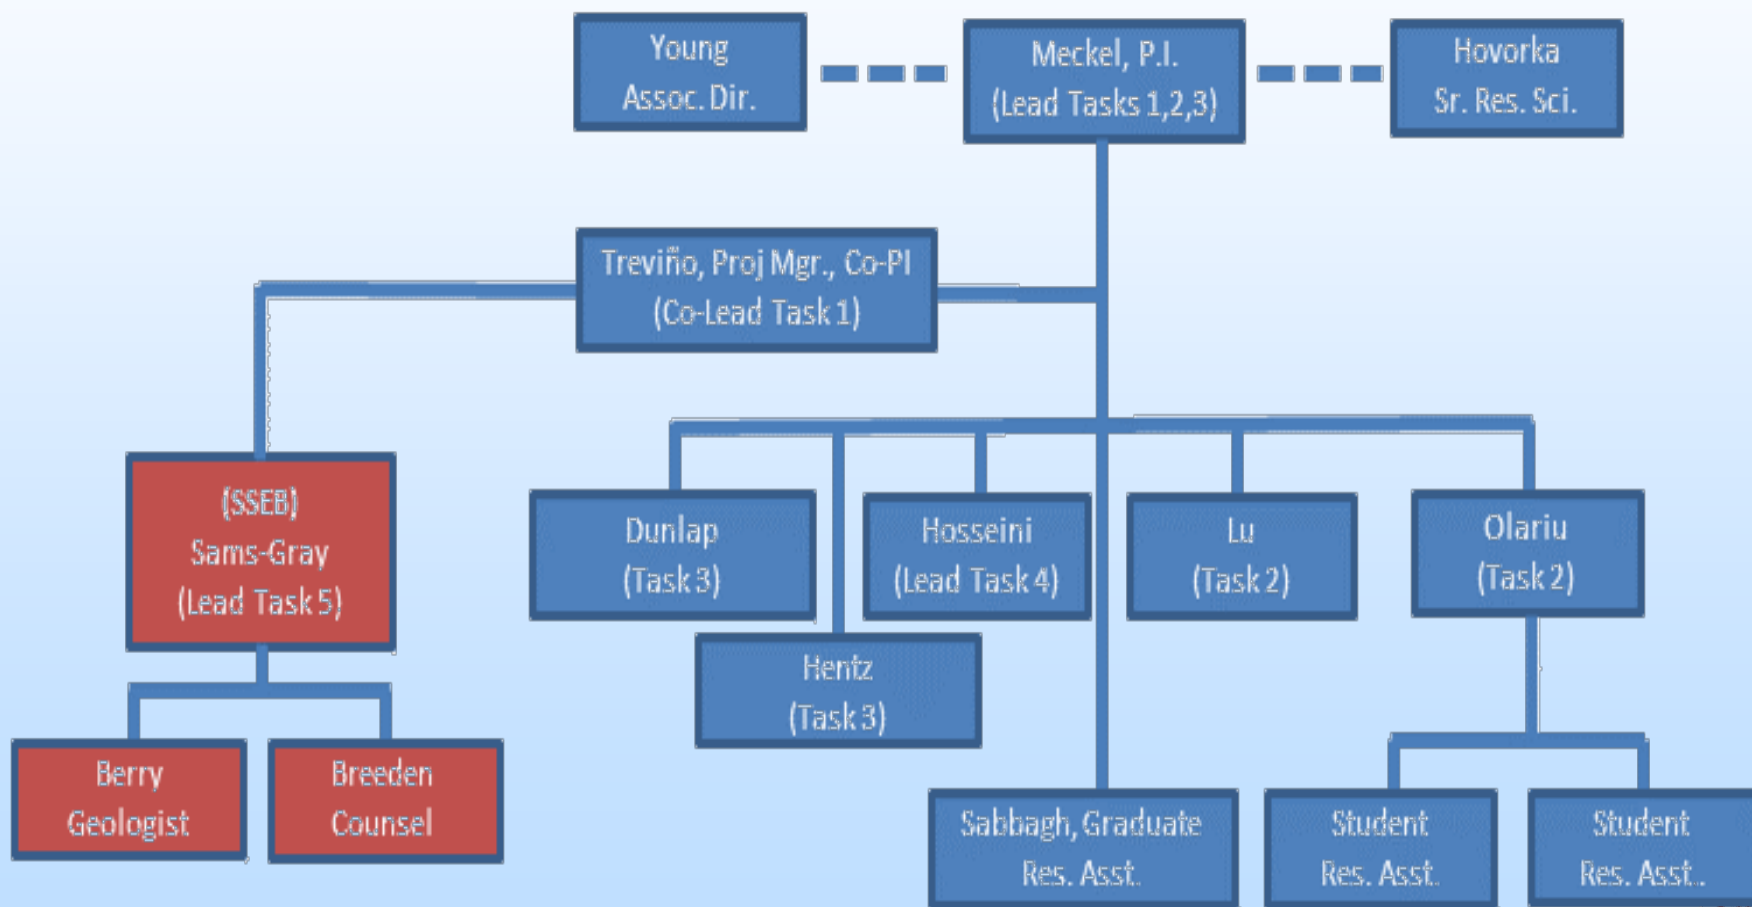 Young
Assoc. Dir.
Meckel, P.I.
(Lead Tasks 1,2,3)
Hovorka
Sr. Res. Sci.
Treviño, Proj Mgr., Co-PI
(Co-Lead Task 1)
(SSEB)
Sams-Gray
(Lead Task 5)
Dunlap
(Task 3)
Hosseini
(Lead Task 4)
Lu
(Task 2)
Olariu
(Task 2)
Hentz
(Task 3)
Berry
Geologist
Breeden
Counsel
Sabbagh, Graduate
Res. Asst.
Student
Res. Asst.
Student
Res. Asst..